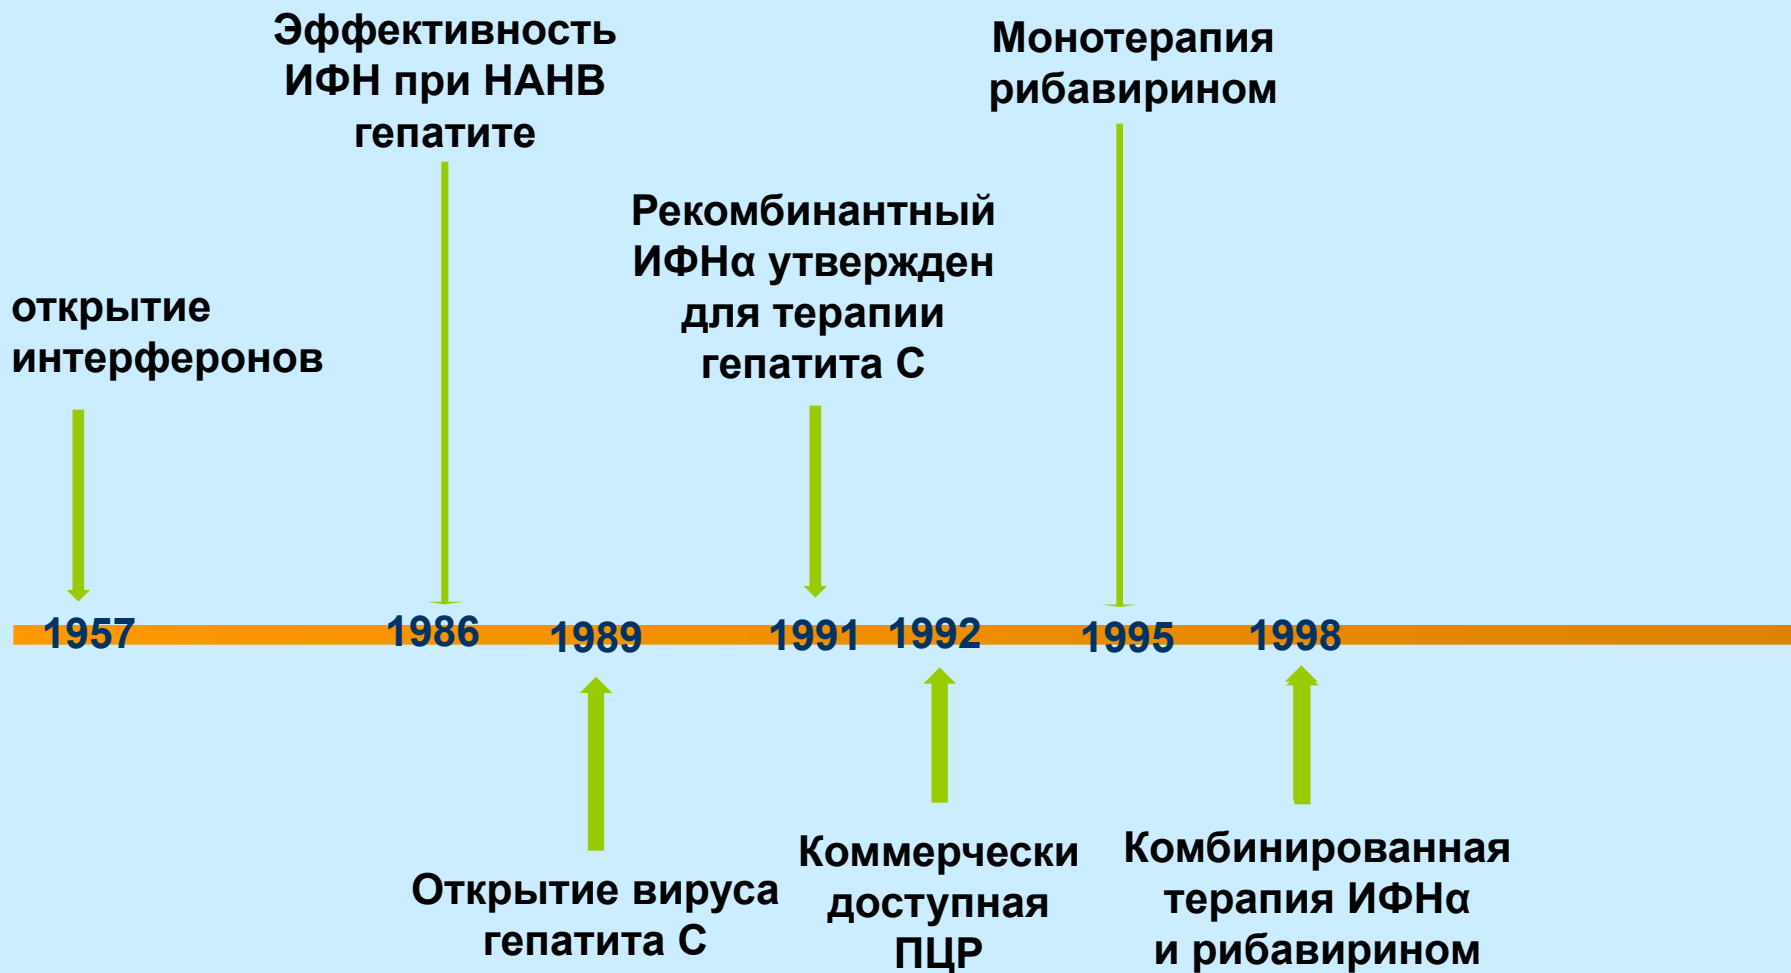 Эффективность
ИФН при НАНВ
гепатите
Монотерапия
рибавирином
Рекомбинантный
ИФНα утвержден
для терапии
гепатита С
открытие
интерферонов
1957
1986
1989
1991
1992
1995
1998
Открытие вируса
гепатита С
Коммерчески
доступная
ПЦР
Комбинированная
терапия ИФНα
и рибавирином